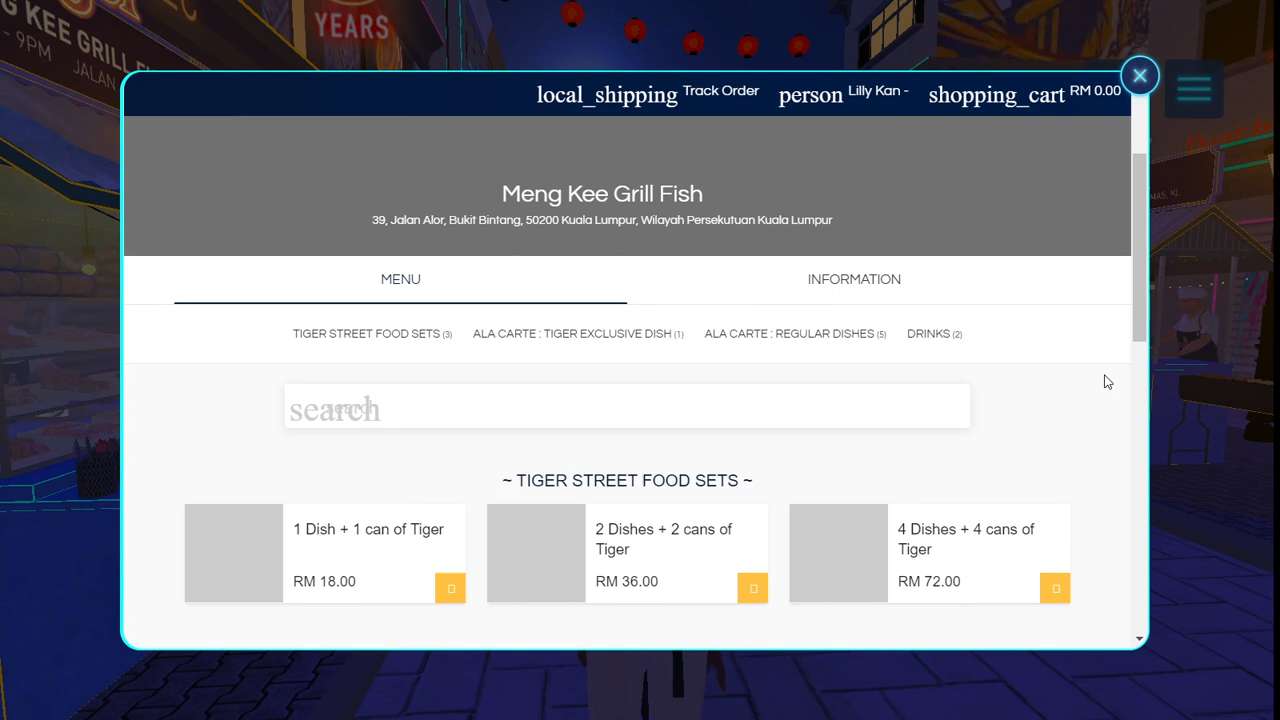 YEARS
KEE GRILL
- 9PM
JALAN
local_shipping Track Order person Lilly Kan - shopping_cart RM 0.00
Meng Kee Grill Fish
39, Jalan Alor, Bukit Bintang, 50200 Kuala Lumpur, Wilayah Persekutuan Kuala Lumpur
MENU INFORMATION
TIGER STREET FOOD SETS (3) ALA CARTE : TIGER EXCLUSIVE DISH (1) ALA CARTE : REGULAR DISHES (5) DRINKS (2)
search
~ TIGER STREET FOOD SETS ~
1 Dish + 1 can of Tiger
RM 18.00
2 Dishes + 2 cans of
Tiger
RM 36.00
4 Dishes + 4 cans of
Tiger
RM 72.00